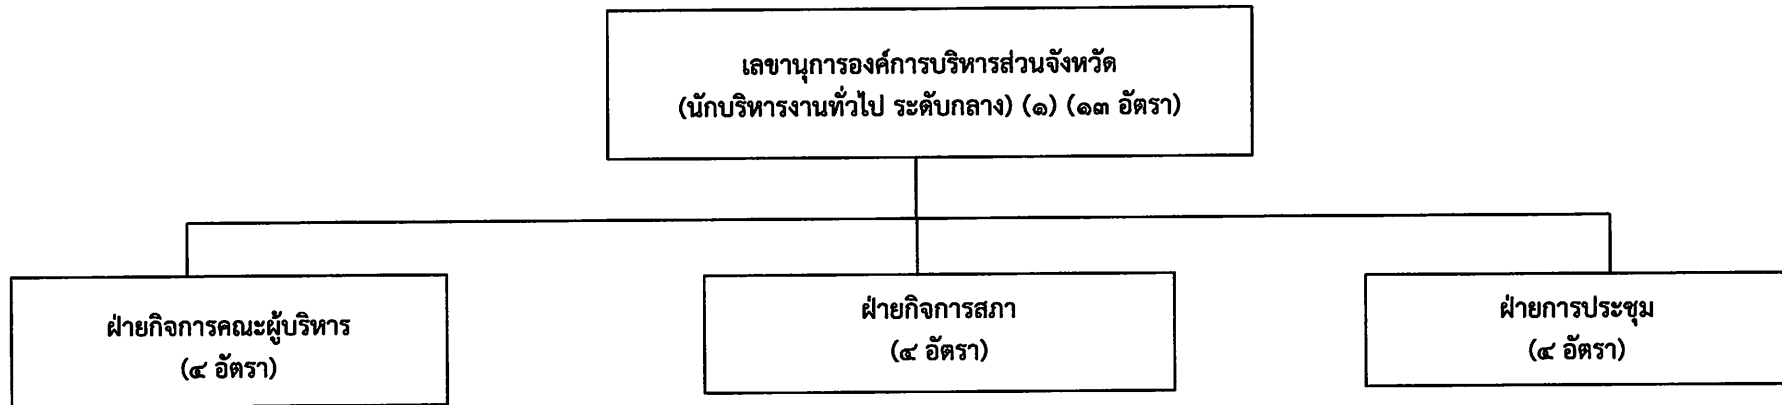 เลขานุการองค์การบริหารส่วนจังหวัด
(นักบริหารงานทั่วไป ระดับกลาง) (๑) (๑๓ อัตรา)
ฝ่ายกิจการคณะผู้บริหาร
(๔ อัตรา)
ฝ่ายกิจการสภา
(๔ อัตรา)
ฝ่ายการประชุม
(๔ อัตรา)